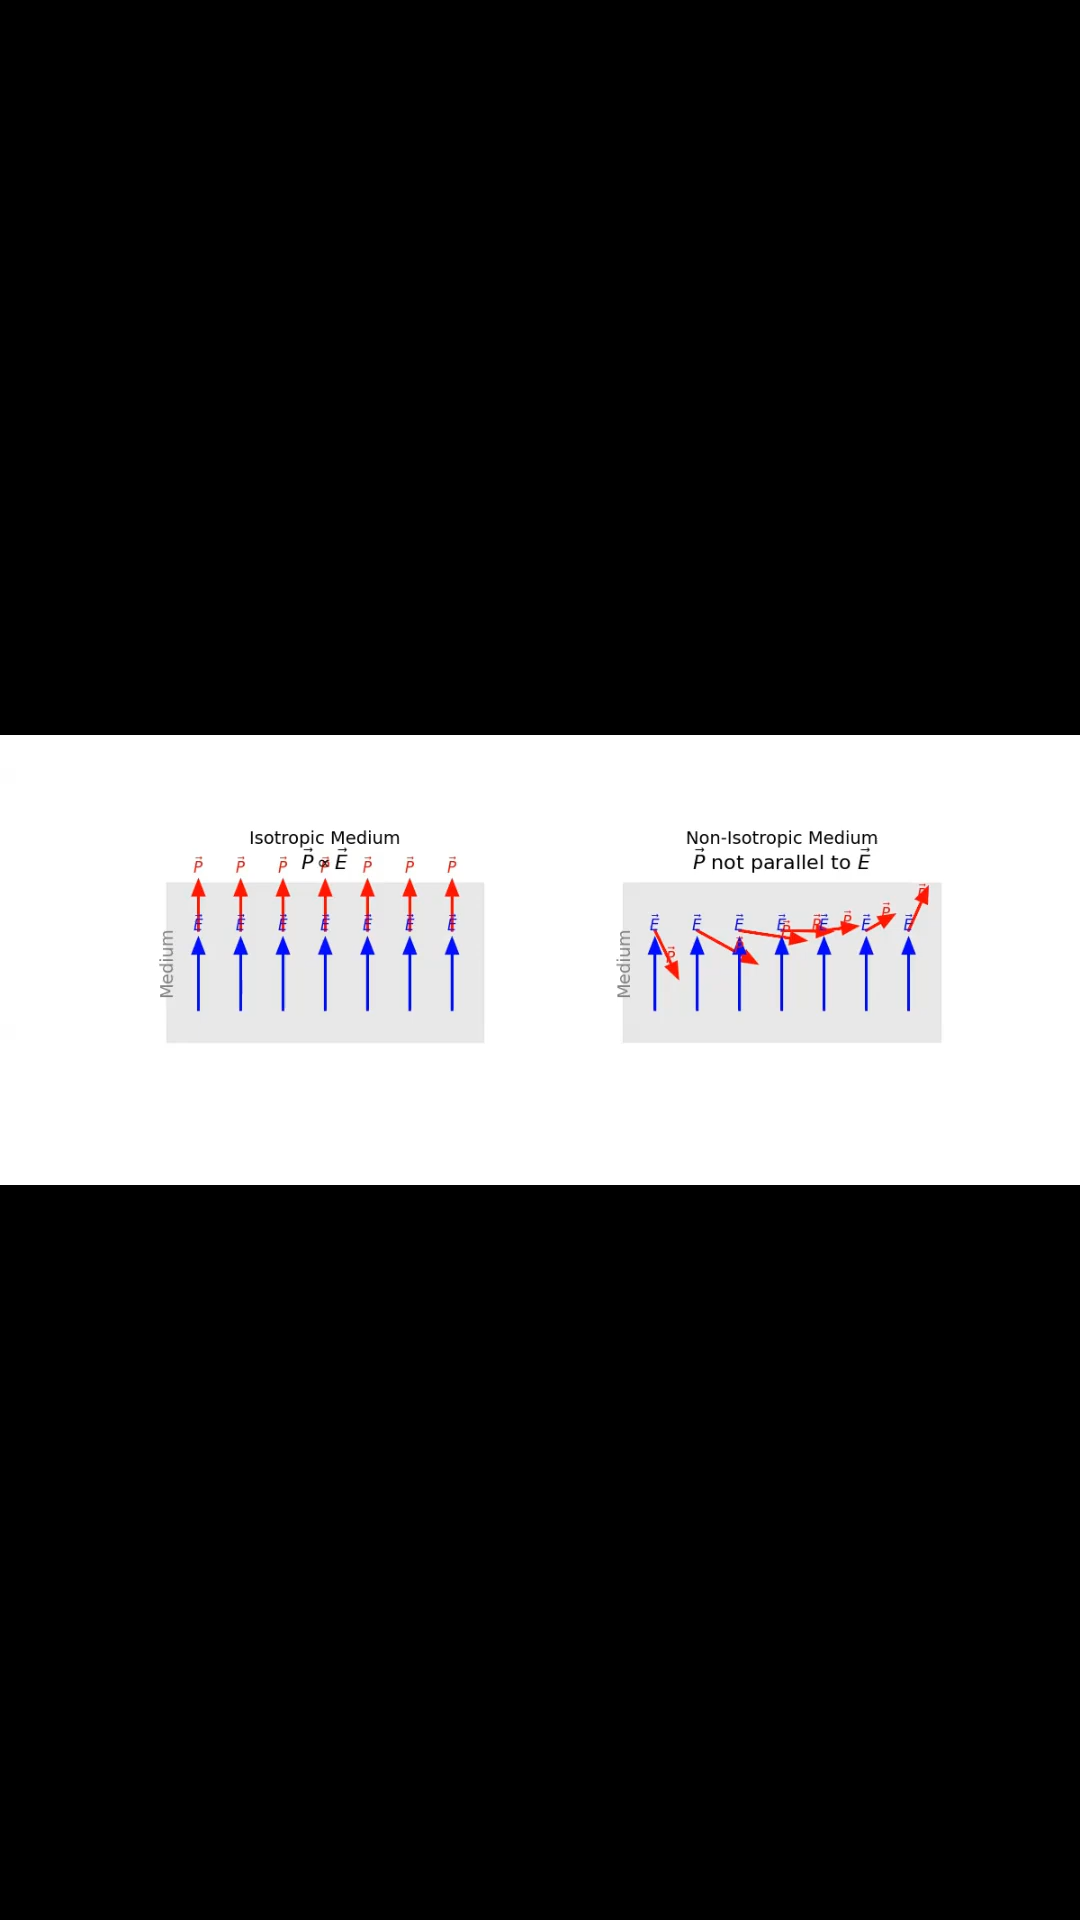 Isotropic Medium
P⃗ ∝ E⃗
P⃗ P⃗ P⃗ P⃗ P⃗ P⃗ P⃗
E⃗ E⃗ E⃗ E⃗ E⃗ E⃗ E⃗
Medium
Non-Isotropic Medium
P⃗ not parallel to E⃗
E⃗ E⃗ E⃗ E⃗ E⃗ E⃗ E⃗
P⃗ P⃗ P⃗ P⃗ P⃗ P⃗ P⃗
Medium